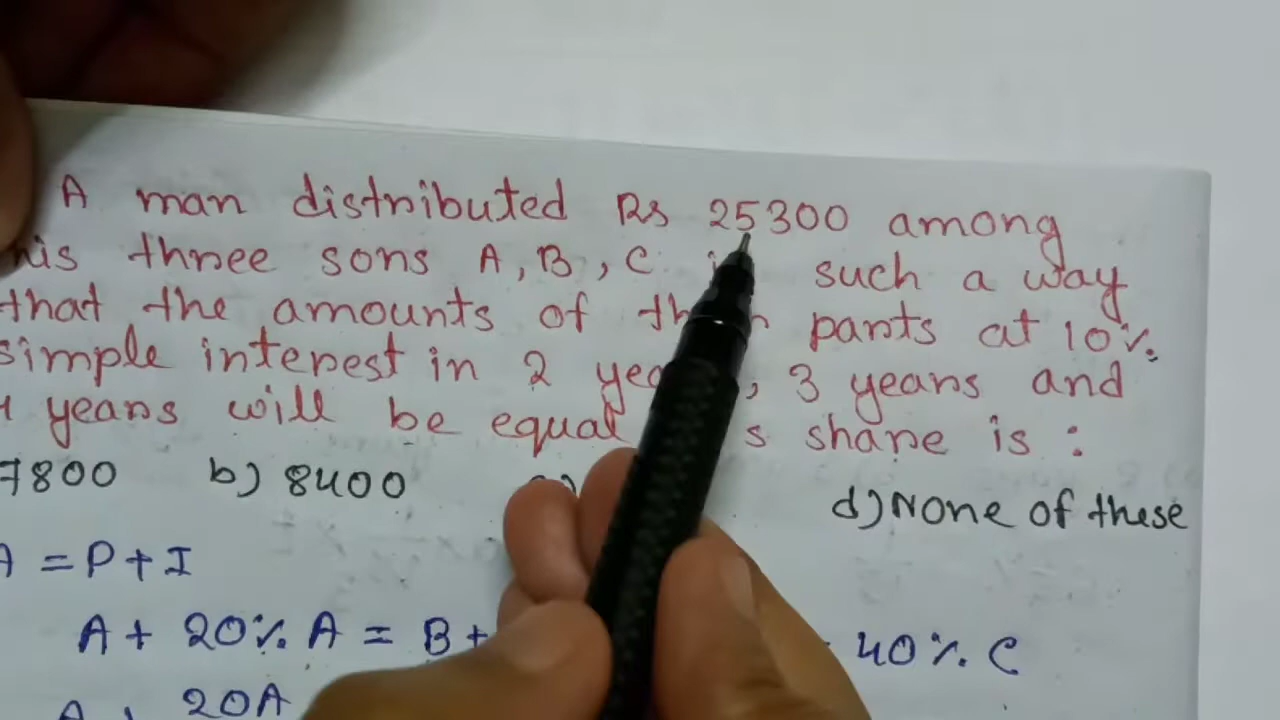 A man distributed Rs 25300 among
his three sons A, B, C such a way
that the amounts of parts at 10%
simple interest in 2 , 3 years and
4 years will be equal share is :
7800 b) 8400 d) None of these
A = P + I
A + 20% A = B + 40% C
A + 20A